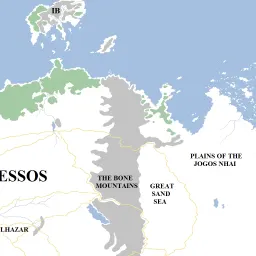 IB
PLAINS OF THE
JOGOS NHAI
ESSOS
THE BONE
MOUNTAINS
GREAT
SAND
SEA
LHAZAR